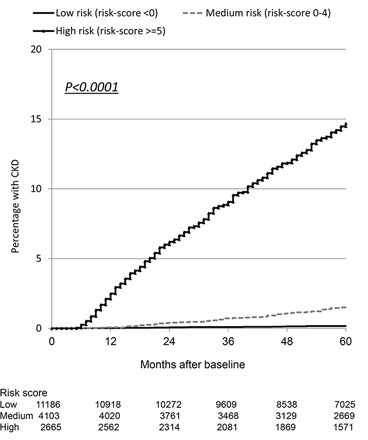 Low risk (risk-score <0) Medium risk (risk-score 0-4)
High risk (risk-score >=5)
20
P<0.0001
15
Percentage with CKD
10
5
0
0 12 24 36 48 60
Months after baseline
Risk score
Low 11186 10918 10272 9609 8538 7025
Medium 4103 4020 3761 3468 3129 2669
High 2665 2562 2314 2081 1869 1571